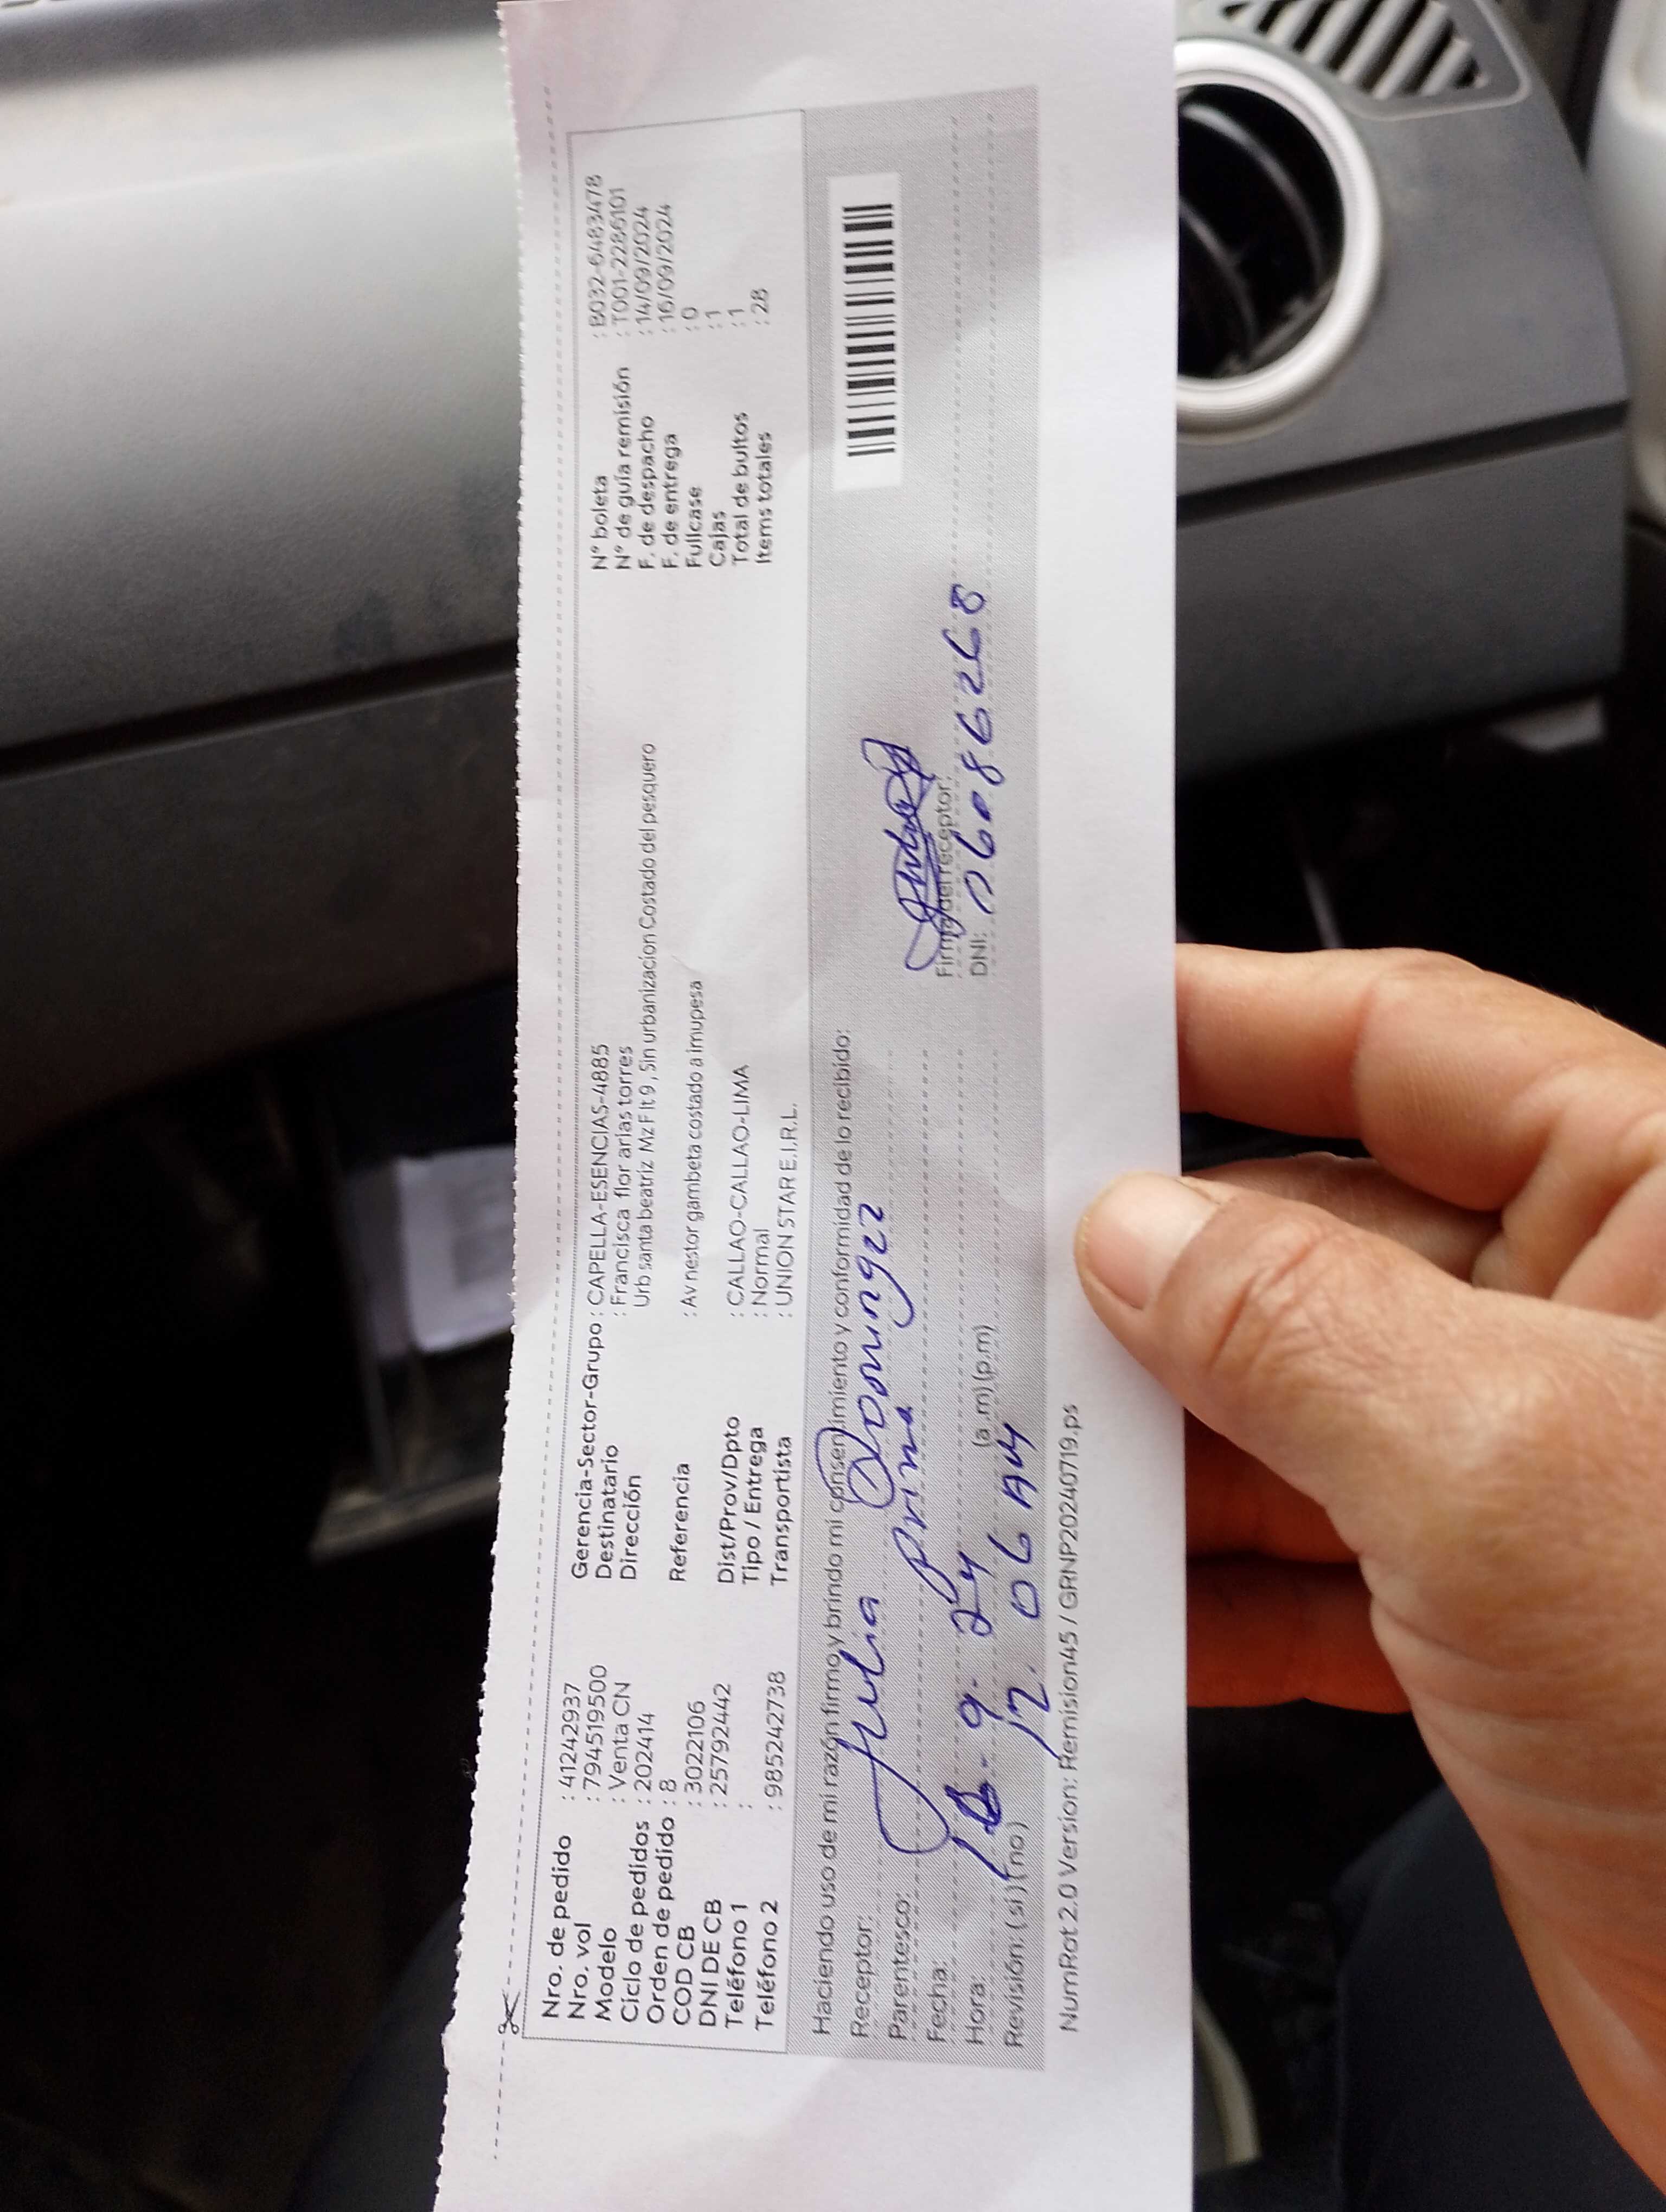 Nro. de pedido : 41242937
Nro. vol : 794519500
Modelo : Venta CN
Ciclo de pedidos : 202414
Orden de pedido : 8
COD CB : 3022106
DNI DE CB : 25792442
Teléfono 1 :
Teléfono 2 : 985242738
Gerencia-Sector-Grupo : CAPELLA-ESENCIAS-4885
Destinatario : Francisca flor arias torres
Dirección Urb santa beatriz Mz F lt 9, Sin urbanizacion Costado del pesquero
Referencia : Av nestor gambeta costado a imupesa
Dist/Prov/Dpto : CALLAO-CALLAO-LIMA
Tipo / Entrega : Normal
Transportista : UNION STAR E.I.R.L.
N° boleta : B032-6483478
N° de guía remisión : T001-2286101
F. de despacho : 14/09/2024
F. de entrega : 16/09/2024
Fullcase : 0
Cajas : 1
Total de bultos : 1
Items totales : 28
Haciendo uso de mi razón firmo y brindo mi consentimiento y conformidad de lo recibido:
Receptor: Julia Domingzz
Parentesco: Prima
Fecha: 16- 9- 24
Hora: 12. 06 AM (a.m) (p.m)
Revisión: (si) (no)
Firma del receptor:
DNI: 06086268
NumRot 2.0 Version: Remision45 / GRNP20240719.ps